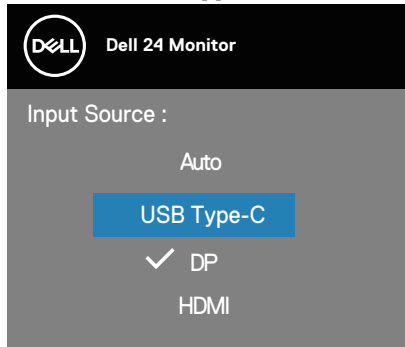 DELL
Dell 24 Monitor
Input Source :
Auto
USB Type-C
DP
HDMI